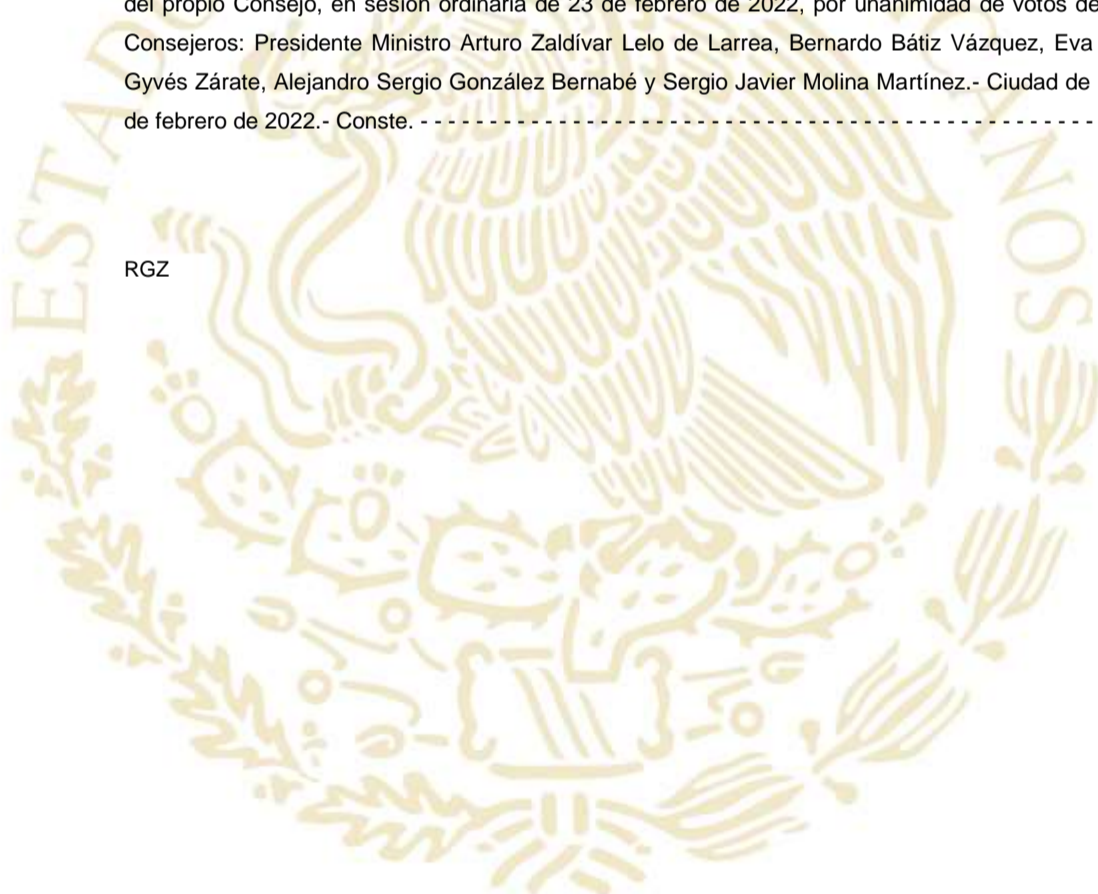 del propio Consejo, en sesión ordinaria de 23 de febrero de 2022, por unanimidad de votos de
Consejeros: Presidente Ministro Arturo Zaldívar Lelo de Larrea, Bernardo Bátiz Vázquez, Eva
Gyvés Zárate, Alejandro Sergio González Bernabé y Sergio Javier Molina Martínez.- Ciudad de
de febrero de 2022.- Conste. - - - - - - - - - - - - - - - - - - - - - - - - - - - - - - - - - - - - - - - - - - - - - - - - -
RGZ
ESTAD
CANOS